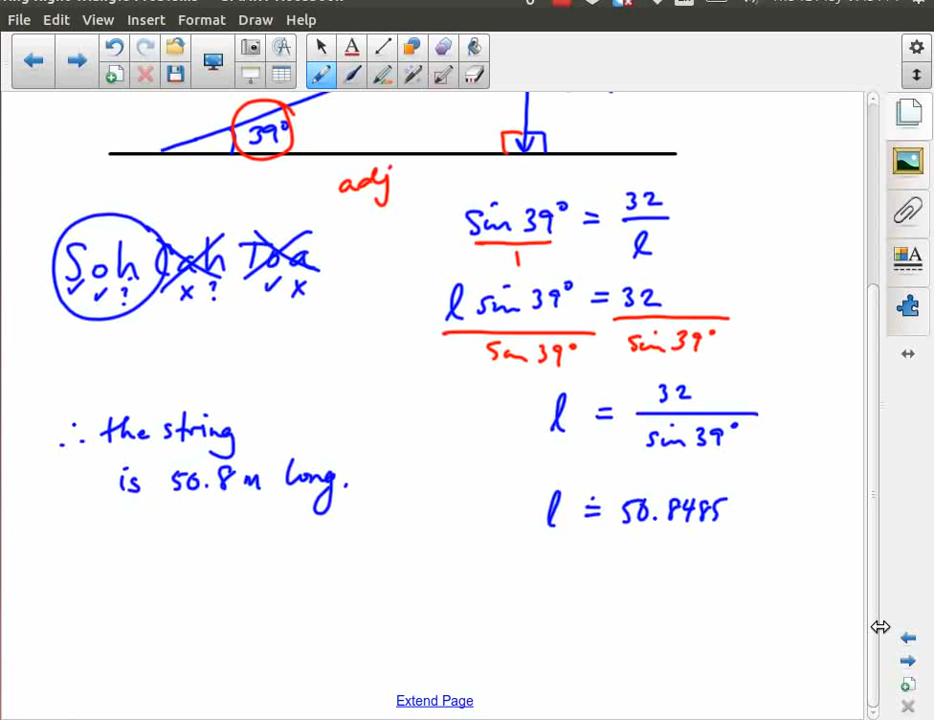 File Edit View Insert Format Draw Help
39°
adj
sin 39° = 32/l
1
Soh Cah Toa
✓ ✓ ? x ? ✓ x
l sin 39° = 32
sin 39° sin 39°
l = 32/sin 39°
∴ the string
is 50.8 m long.
l ≐ 50.8485
Extend Page